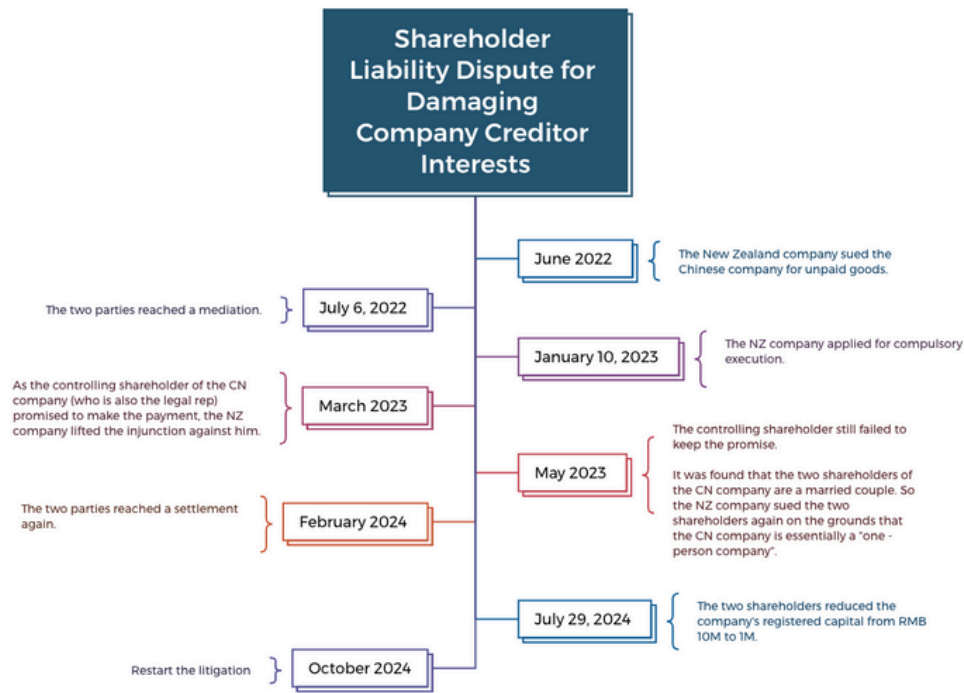 Shareholder
Liability Dispute for
Damaging
Company Creditor
Interests
June 2022
The New Zealand company sued the
Chinese company for unpaid goods.
The two parties reached a mediation.
July 6, 2022
January 10, 2023
The NZ company applied for compulsory
execution.
As the controlling shareholder of the CN
company (who is also the legal rep)
promised to make the payment, the NZ
company lifted the injunction against him.
March 2023
May 2023
The controlling shareholder still failed to
keep the promise.
It was found that the two shareholders of
the CN company are a married couple. So
the NZ company sued the two
shareholders again on the grounds that
the CN company is essentially a "one -
person company".
The two parties reached a settlement
again.
February 2024
July 29, 2024
The two shareholders reduced the
company's registered capital from RMB
10M to 1M.
Restart the litigation
October 2024